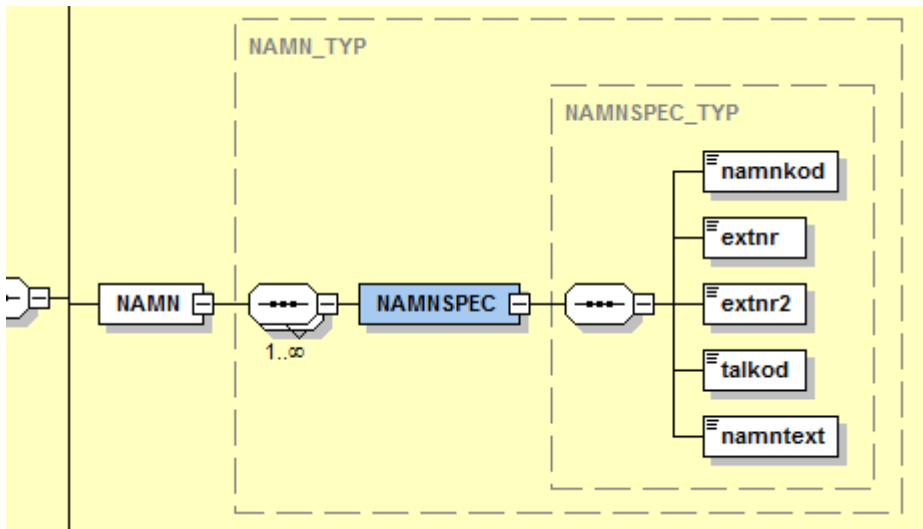 NAMN_TYP
NAMNSPEC_TYP
namnkod
extnr
NAMN
NAMNSPEC
extnr2
1..∞
talkod
namntext